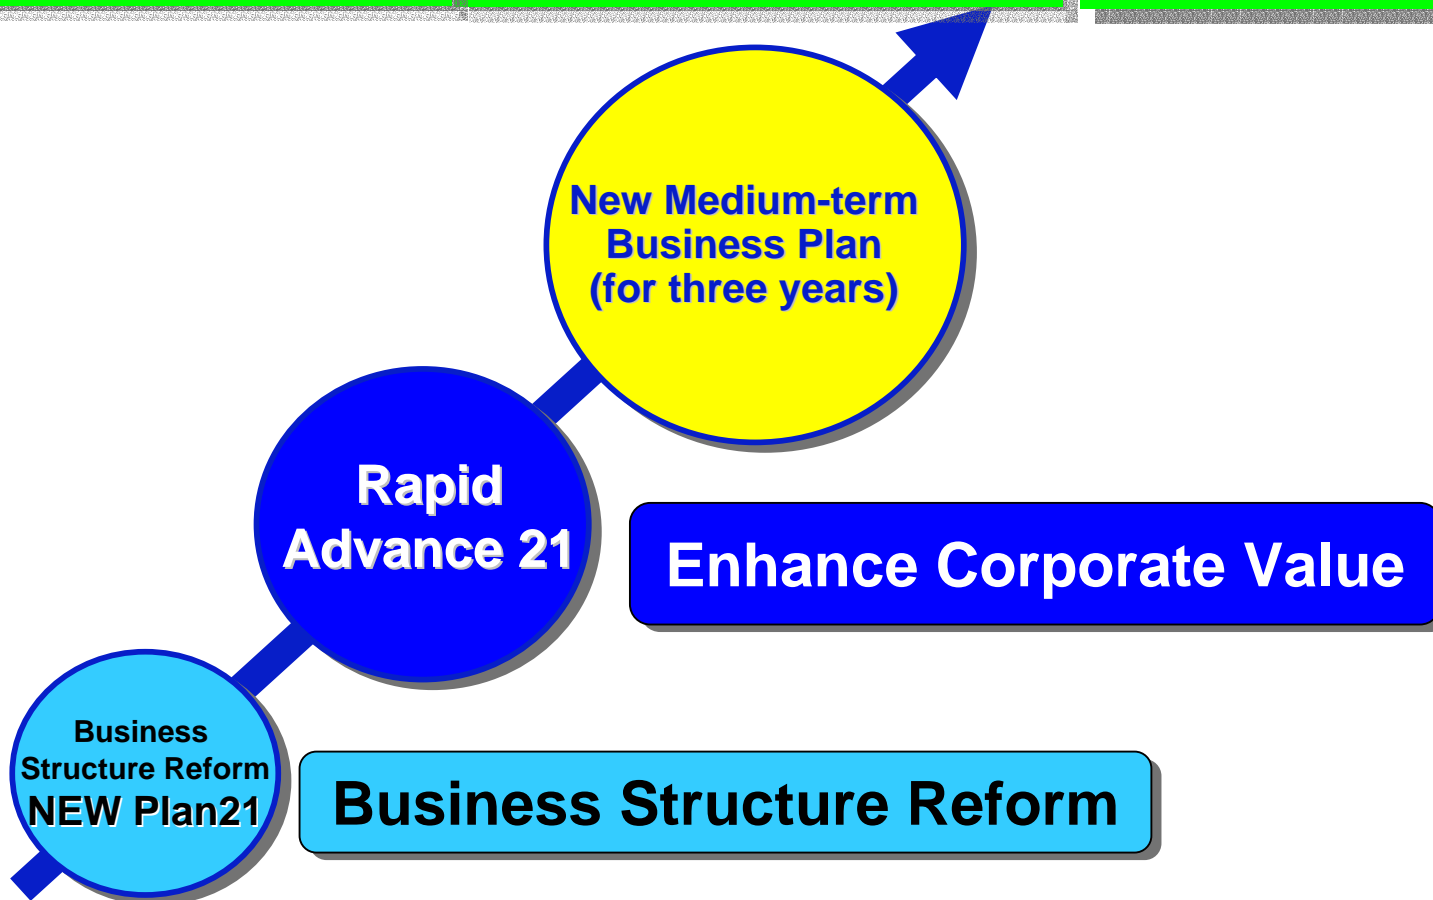 New Medium-term
Business Plan
(for three years)
Rapid
Advance 21
Enhance Corporate Value
Business
Structure Reform
NEW Plan21
Business Structure Reform